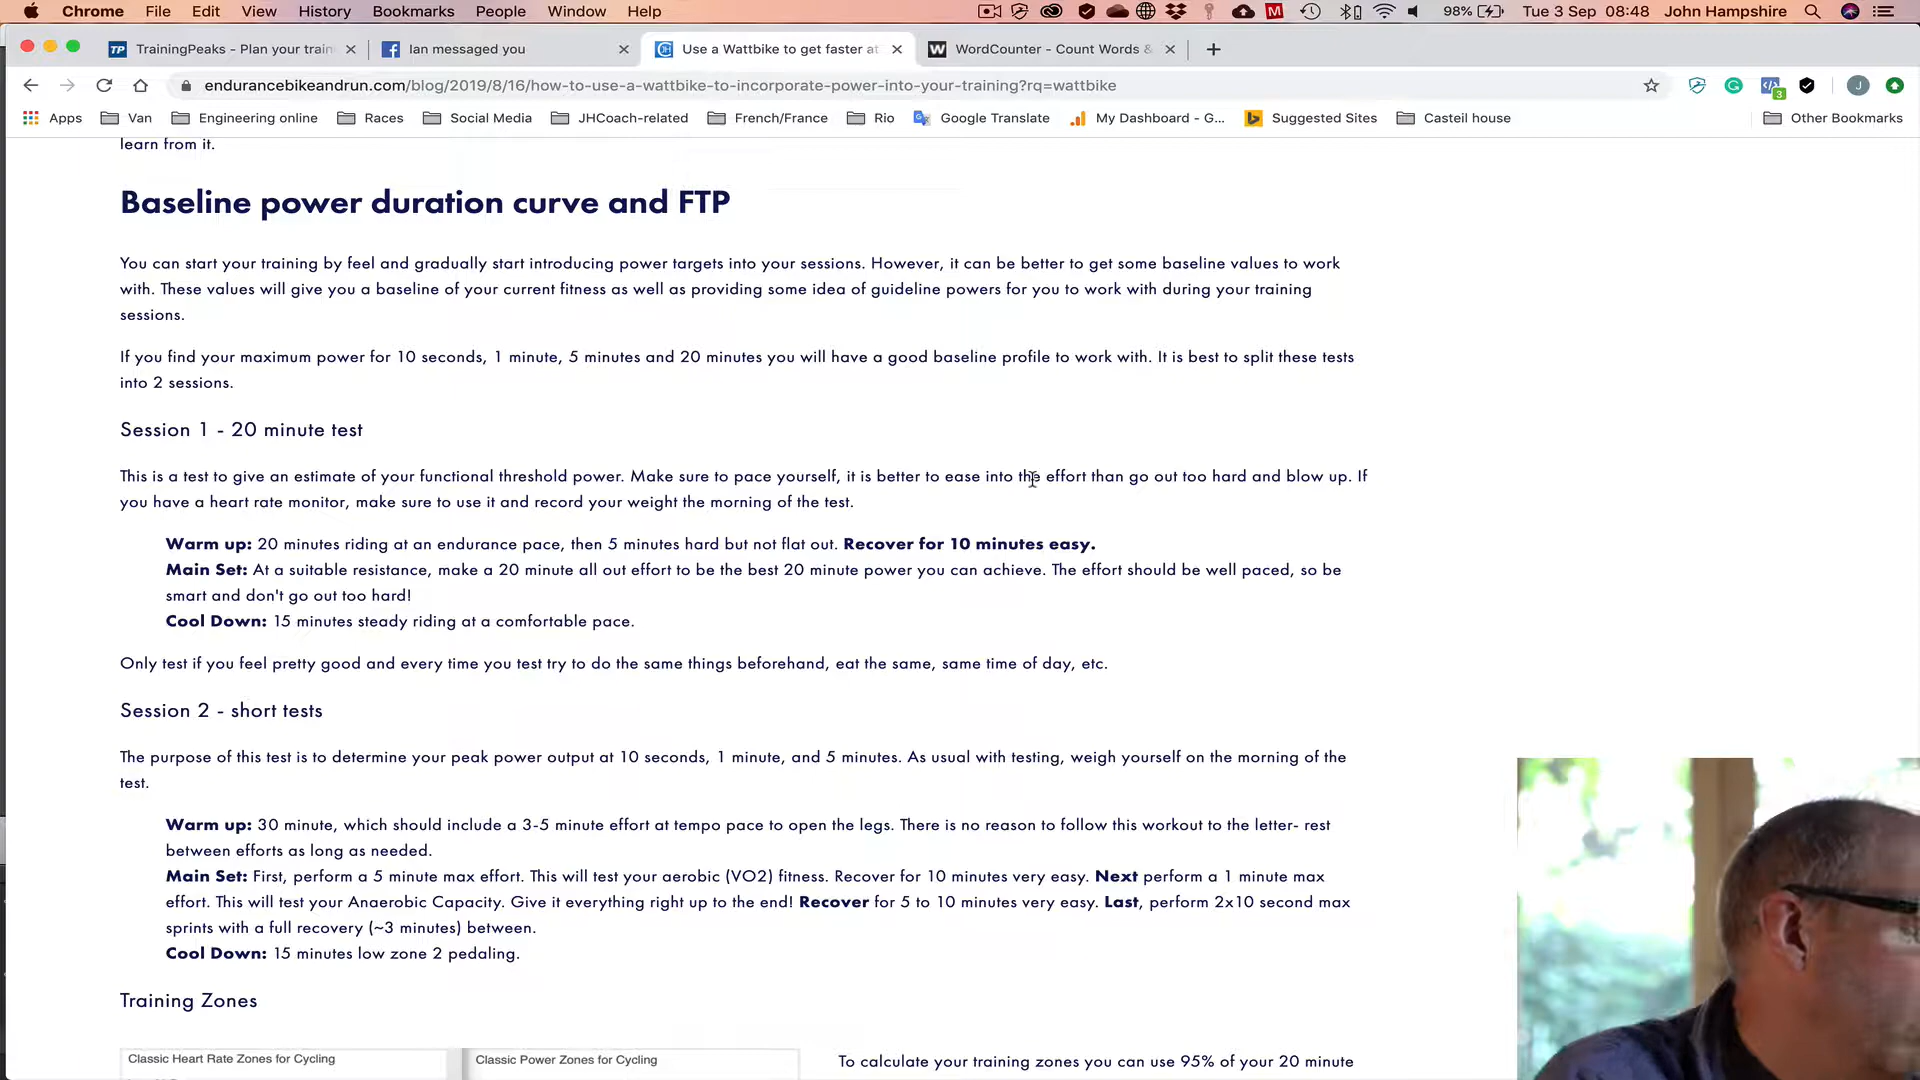 Chrome File Edit View History Bookmarks People Window Help 98% Tue 3 Sep 08:48 John Hampshire
TrainingPeaks - Plan your train Ian messaged you Use a Wattbike to get faster at WordCounter - Count Words &
endurancebikeandrun.com/blog/2019/8/16/how-to-use-a-wattbike-to-incorporate-power-into-your-training?rq=wattbike
Apps Van Engineering online Races Social Media JHCoach-related French/France Rio Google Translate My Dashboard - G... Suggested Sites Casteil house Other Bookmarks
learn from it.
Baseline power duration curve and FTP
You can start your training by feel and gradually start introducing power targets into your sessions. However, it can be better to get some baseline values to work
with. These values will give you a baseline of your current fitness as well as providing some idea of guideline powers for you to work with during your training
sessions.
If you find your maximum power for 10 seconds, 1 minute, 5 minutes and 20 minutes you will have a good baseline profile to work with. It is best to split these tests
into 2 sessions.
Session 1 - 20 minute test
This is a test to give an estimate of your functional threshold power. Make sure to pace yourself, it is better to ease into the effort than go out too hard and blow up. If
you have a heart rate monitor, make sure to use it and record your weight the morning of the test.
Warm up: 20 minutes riding at an endurance pace, then 5 minutes hard but not flat out. Recover for 10 minutes easy.
Main Set: At a suitable resistance, make a 20 minute all out effort to be the best 20 minute power you can achieve. The effort should be well paced, so be
smart and don't go out too hard!
Cool Down: 15 minutes steady riding at a comfortable pace.
Only test if you feel pretty good and every time you test try to do the same things beforehand, eat the same, same time of day, etc.
Session 2 - short tests
The purpose of this test is to determine your peak power output at 10 seconds, 1 minute, and 5 minutes. As usual with testing, weigh yourself on the morning of the
test.
Warm up: 30 minute, which should include a 3-5 minute effort at tempo pace to open the legs. There is no reason to follow this workout to the letter- rest
between efforts as long as needed.
Main Set: First, perform a 5 minute max effort. This will test your aerobic (VO2) fitness. Recover for 10 minutes very easy. Next perform a 1 minute max
effort. This will test your Anaerobic Capacity. Give it everything right up to the end! Recover for 5 to 10 minutes very easy. Last, perform 2x10 second max
sprints with a full recovery (~3 minutes) between.
Cool Down: 15 minutes low zone 2 pedaling.
Training Zones
Classic Heart Rate Zones for Cycling Classic Power Zones for Cycling To calculate your training zones you can use 95% of your 20 minute